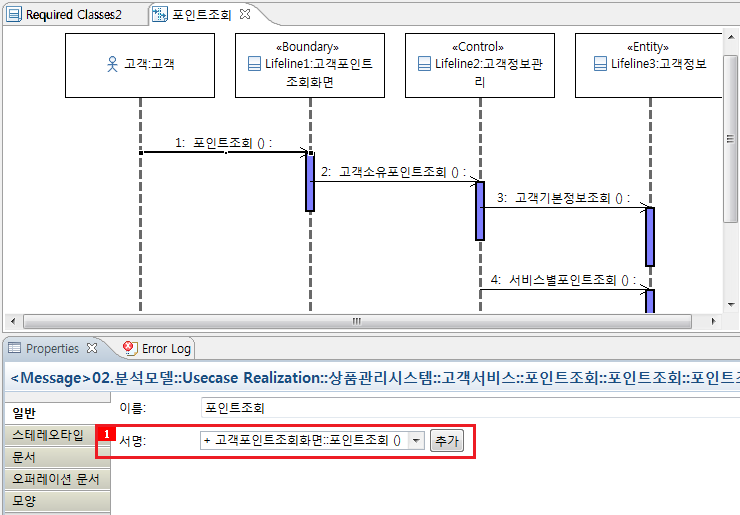 Required Classes2
포인트조회
고객:고객
«Boundary»
Lifeline1:고객포인트
조회화면
«Control»
Lifeline2:고객정보관
리
«Entity»
Lifeline3:고객정보
1: 포인트조회 () :
2: 고객소유포인트조회 () :
3: 고객기본정보조회 () :
4: 서비스별포인트조회 () :
Properties
Error Log
<Message>02.분석모델::Usecase Realization::상품관리시스템::고객서비스::포인트조회::포인트조회::포인트조
일반
이름:
포인트조회
스테레오타입
1
서명:
+ 고객포인트조회화면::포인트조회 ()
추가
문서
오퍼레이션 문서
모양